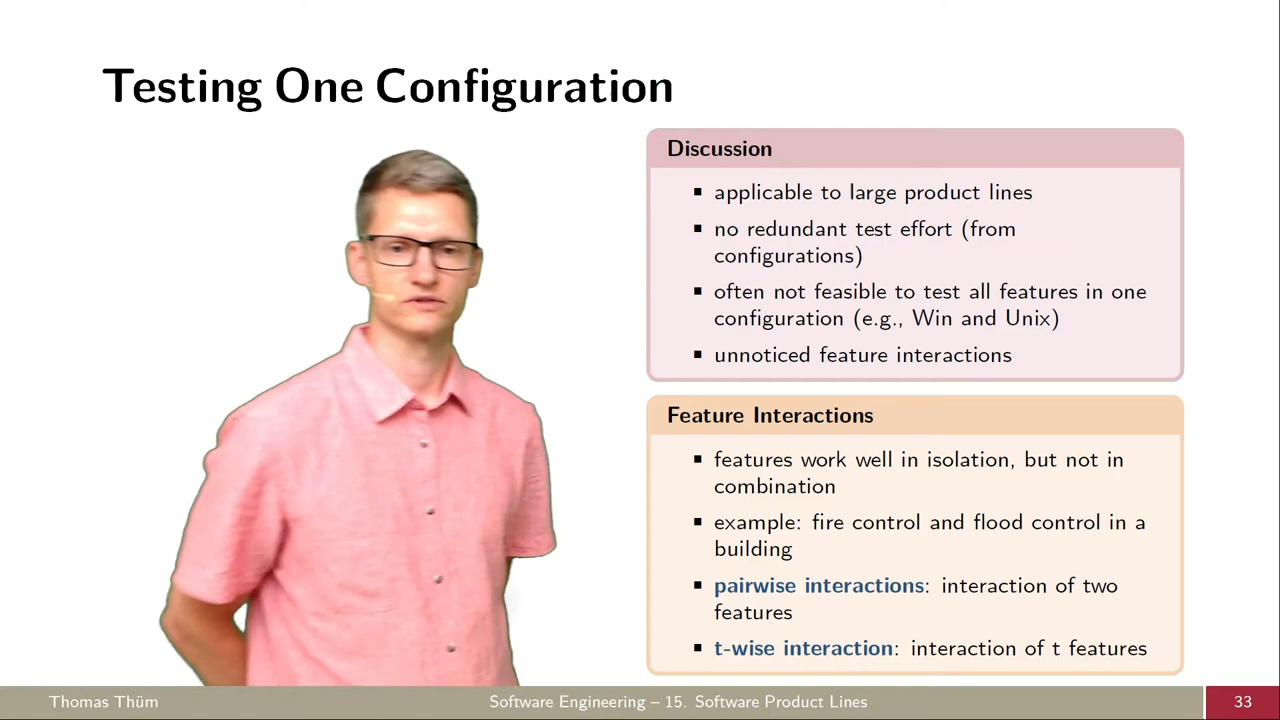 Testing One Configuration
Discussion
▪ applicable to large product lines
▪ no redundant test effort (from
configurations)
▪ often not feasible to test all features in one
configuration (e.g., Win and Unix)
▪ unnoticed feature interactions
Feature Interactions
▪ features work well in isolation, but not in
combination
▪ example: fire control and flood control in a
building
▪ pairwise interactions: interaction of two
features
▪ t-wise interaction: interaction of t features
Thomas Thüm
Software Engineering – 15. Software Product Lines
33